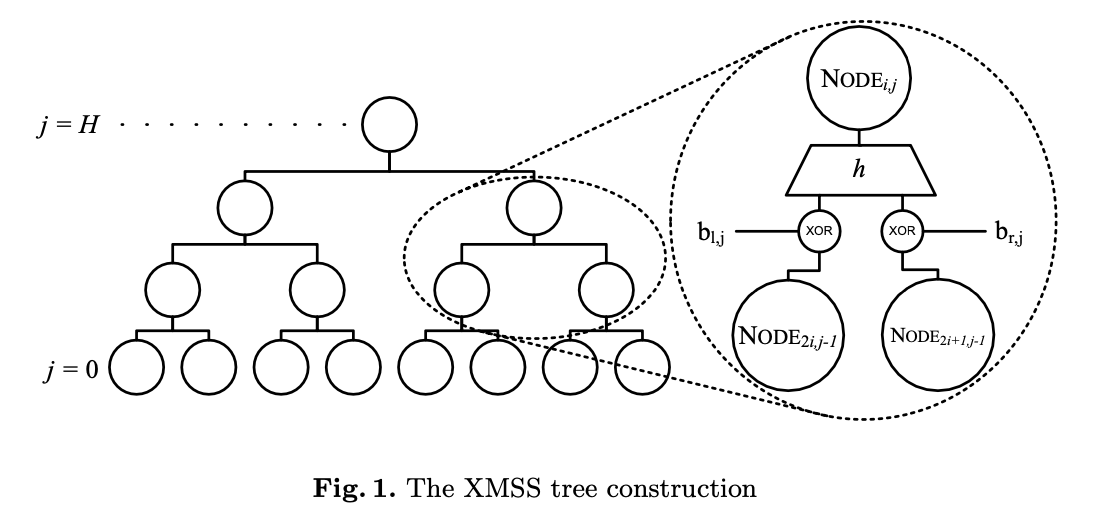 NODEi,j
j = H
h
bl,j XOR XOR br,j
NODE2i,j-1 NODE2i+1,j-1
j = 0
Fig. 1. The XMSS tree construction